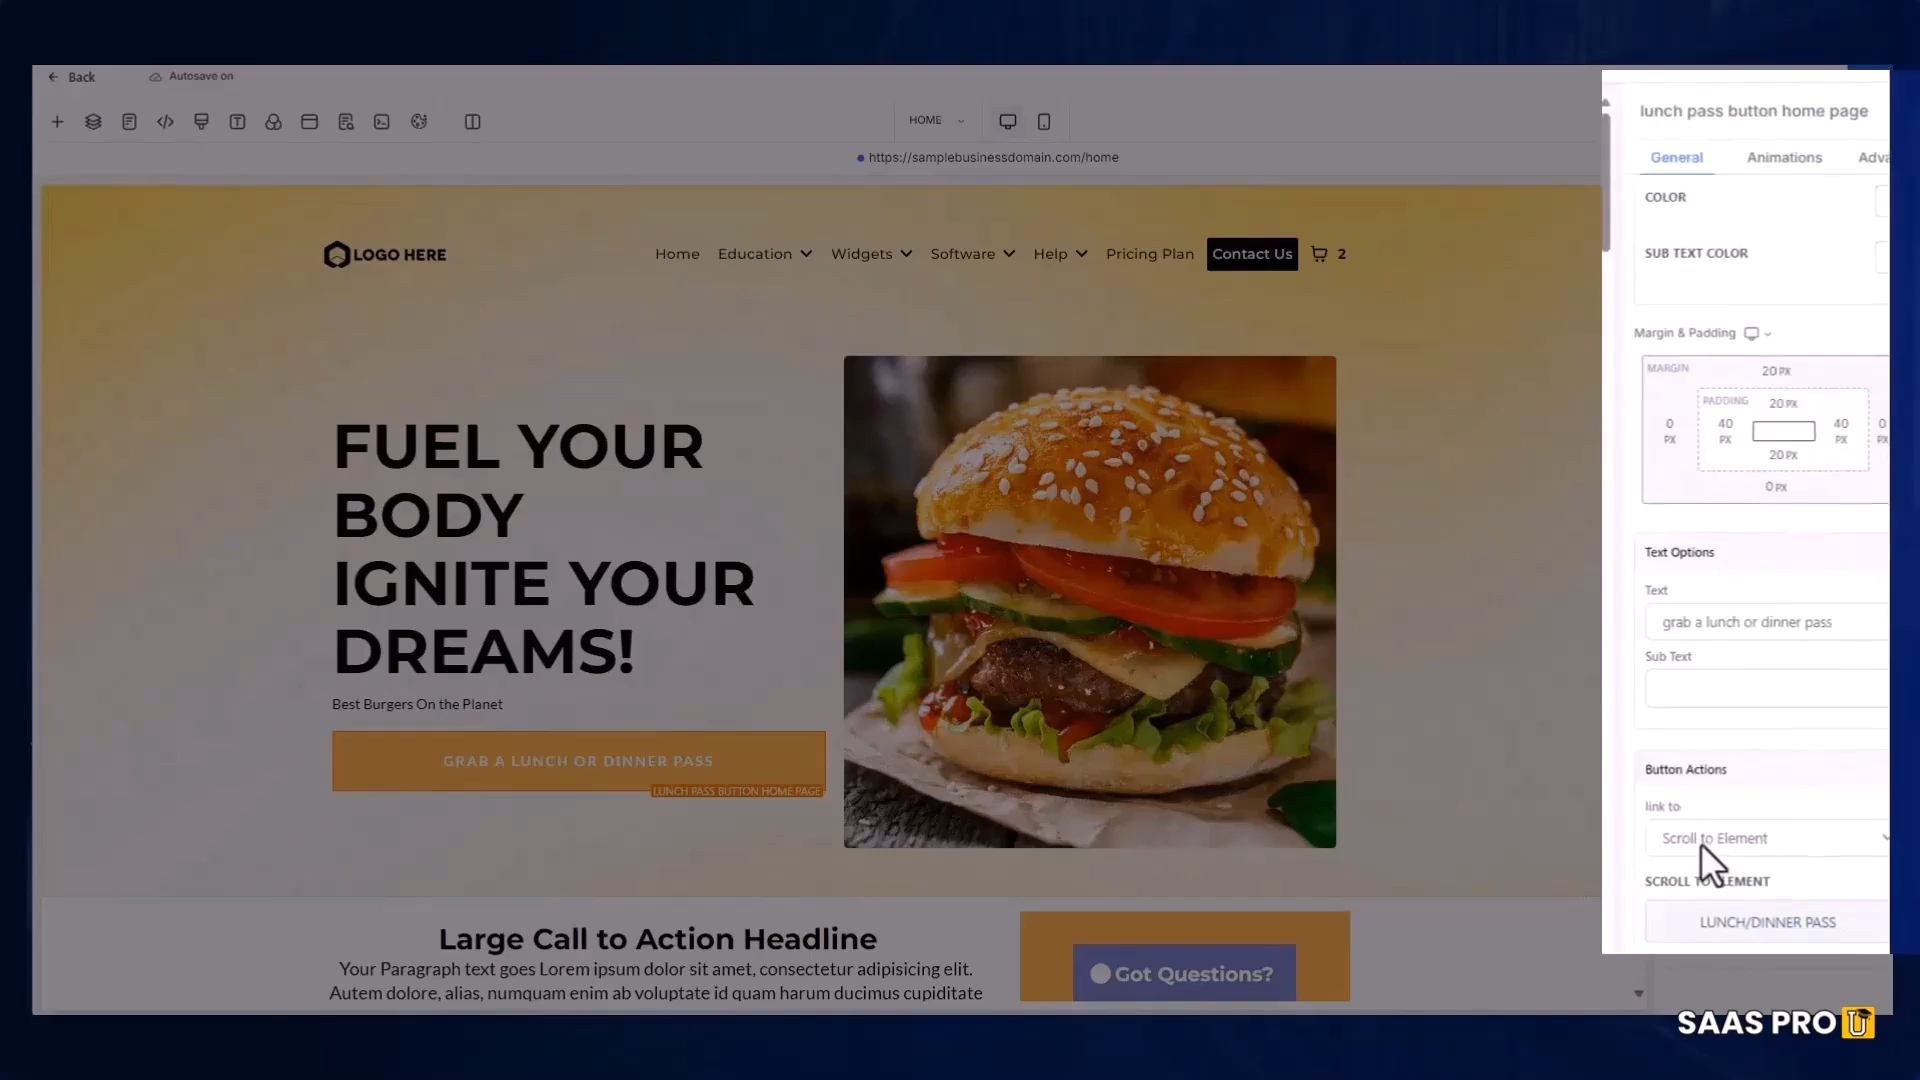 Back
Autosave on
HOME
https://samplebusinessdomain.com/home
LOGO HERE
Home Education Widgets Software Help Pricing Plan Contact Us 2
FUEL YOUR
BODY
IGNITE YOUR
DREAMS!
Best Burgers On the Planet
GRAB A LUNCH OR DINNER PASS
LUNCH PASS BUTTON HOME PAGE
Large Call to Action Headline
Your Paragraph text goes Lorem ipsum dolor sit amet, consectetur adipisicing elit.
Autem dolore, alias, numquam enim ab voluptate id quam harum ducimus cupiditate
Got Questions?
lunch pass button home page
General Animations Adva
COLOR
SUB TEXT COLOR
Margin & Padding
MARGIN
20 PX
PADDING
20 PX
0 PX
40 PX
40 PX
0 PX
20 PX
0 PX
Text Options
Text
grab a lunch or dinner pass
Sub Text
Button Actions
link to
Scroll to Element
SCROLL TO ELEMENT
LUNCH/DINNER PASS
SAAS PRO U